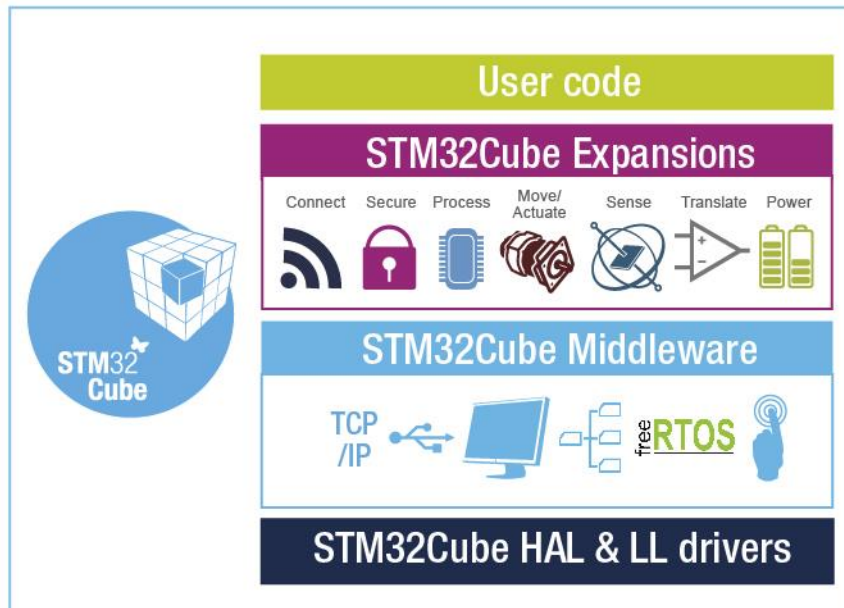 User code
STM32Cube Expansions
Connect Secure Process Move/ Actuate Sense Translate Power
STM32 Cube
STM32Cube Middleware
TCP /IP
free RTOS
STM32Cube HAL & LL drivers